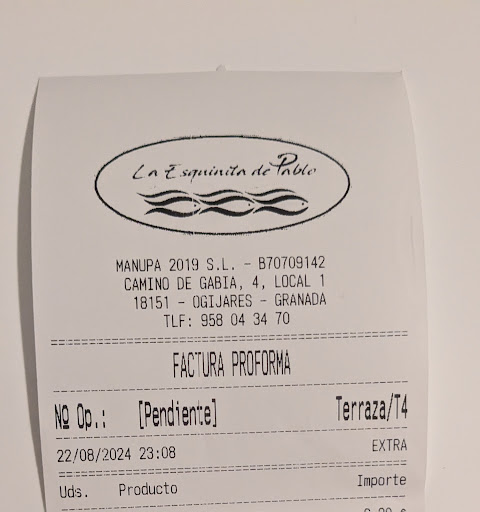 La Esquinita de Pablo
MANUPA 2019 S.L. - B70709142
CAMINO DE GABIA, 4, LOCAL 1
18151 - OGIJARES - GRANADA
TLF: 958 04 34 70
FACTURA PROFORMA
Nº Op.: [Pendiente] Terraza/T4
22/08/2024 23:08 EXTRA
Uds. Producto Importe